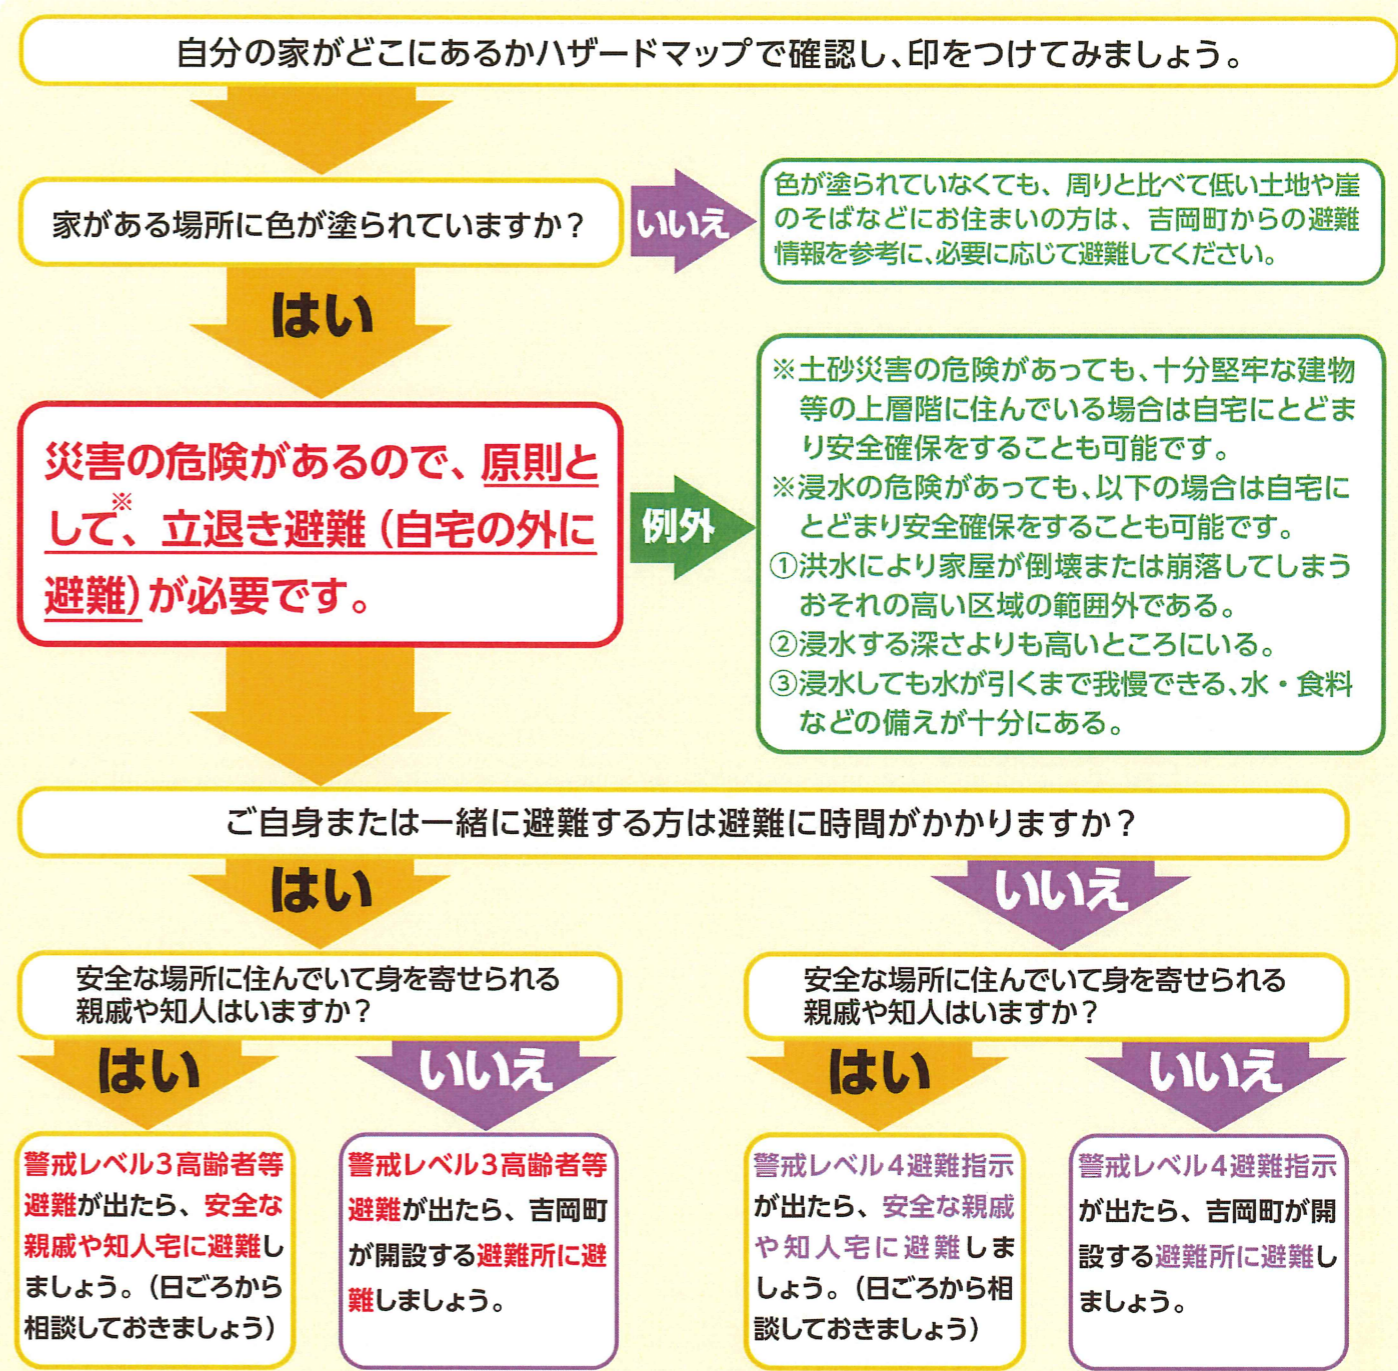 自分の家がどこにあるかハザードマップで確認し、印をつけてみましょう。
家がある場所に色が塗られていますか？
いいえ
色が塗られていなくても、周りと比べて低い土地や崖
のそばなどにお住まいの方は、吉岡町からの避難
情報を参考に、必要に応じて避難してください。
はい
災害の危険があるので、原則と
して※、立退き避難（自宅の外に
避難）が必要です。
例外
※土砂災害の危険があっても、十分堅牢な建物
等の上層階に住んでいる場合は自宅にとどま
り安全確保をすることも可能です。
※浸水の危険があっても、以下の場合は自宅に
とどまり安全確保をすることも可能です。
①洪水により家屋が倒壊または崩落してしまう
おそれの高い区域の範囲外である。
②浸水する深さよりも高いところにいる。
③浸水しても水が引くまで我慢できる、水・食料
などの備えが十分にある。
ご自身または一緒に避難する方は避難に時間がかかりますか？
はい
いいえ
安全な場所に住んでいて身を寄せられる
親戚や知人はいますか？
安全な場所に住んでいて身を寄せられる
親戚や知人はいますか？
はい
いいえ
はい
いいえ
警戒レベル3高齢者等
避難が出たら、安全な
親戚や知人宅に避難し
ましょう。（日ごろから
相談しておきましょう）
警戒レベル3高齢者等
避難が出たら、吉岡町
が開設する避難所に避
難しましょう。
警戒レベル4避難指示
が出たら、安全な親戚
や知人宅に避難しま
しょう。（日ごろから相
談しておきましょう）
警戒レベル4避難指示
が出たら、吉岡町が開
設する避難所に避難し
ましょう。